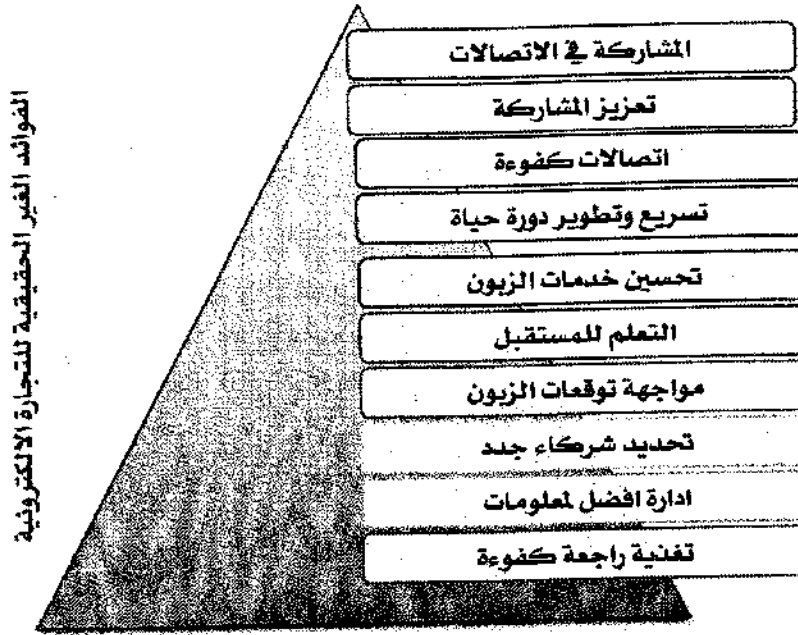 الفوائد الغير الحقيقية للتجارة الالكترونية
المشاركة في الاتصالات
تعزيز المشاركة
اتصالات كفوءة
تسريع وتطوير دورة حياة
تحسين خدمات الزبون
التعلم للمستقبل
مواجهة توقعات الزبون
تحديد شركاء جدد
ادارة افضل لمعلومات
تغذية راجعة كفوءة